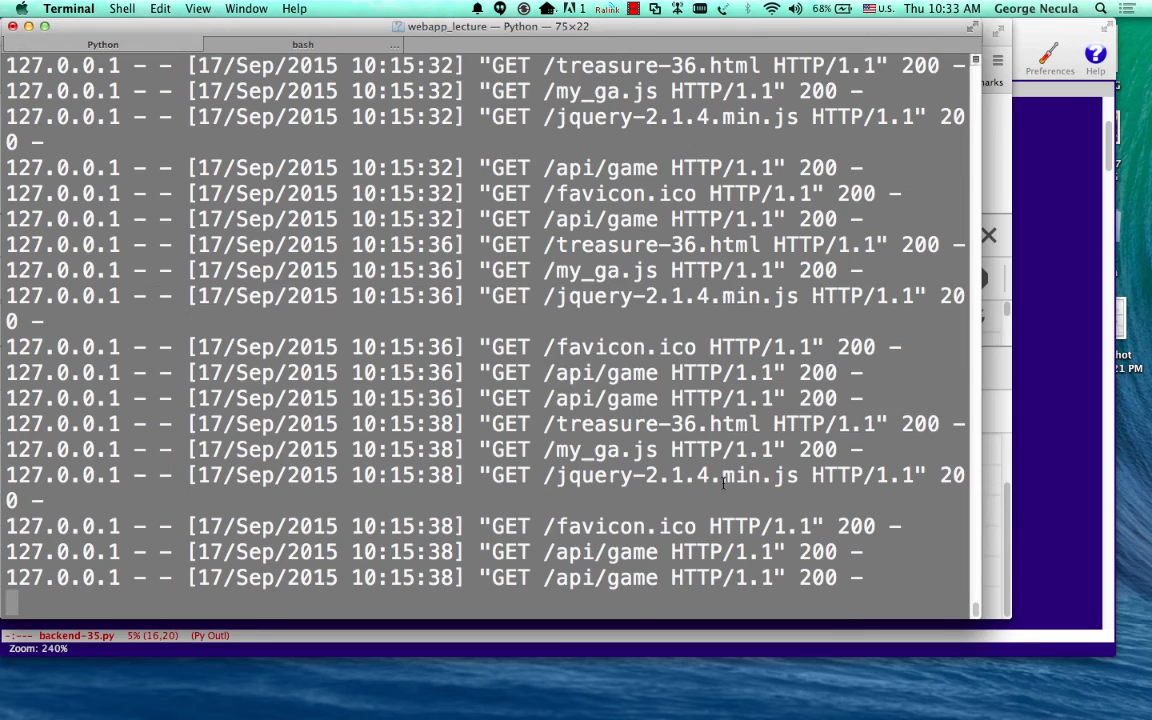 Terminal Shell Edit View Window Help Ralink 1 68% U.S. Thu 10:33 AM George Necula
webapp_lecture — Python — 75×22
Python bash ...
127.0.0.1 - - [17/Sep/2015 10:15:32] "GET /treasure-36.html HTTP/1.1" 200 -
127.0.0.1 - - [17/Sep/2015 10:15:32] "GET /my_ga.js HTTP/1.1" 200 -
127.0.0.1 - - [17/Sep/2015 10:15:32] "GET /jquery-2.1.4.min.js HTTP/1.1" 20
0 -
127.0.0.1 - - [17/Sep/2015 10:15:32] "GET /api/game HTTP/1.1" 200 -
127.0.0.1 - - [17/Sep/2015 10:15:32] "GET /favicon.ico HTTP/1.1" 200 -
127.0.0.1 - - [17/Sep/2015 10:15:32] "GET /api/game HTTP/1.1" 200 -
127.0.0.1 - - [17/Sep/2015 10:15:36] "GET /treasure-36.html HTTP/1.1" 200 -
127.0.0.1 - - [17/Sep/2015 10:15:36] "GET /my_ga.js HTTP/1.1" 200 -
127.0.0.1 - - [17/Sep/2015 10:15:36] "GET /jquery-2.1.4.min.js HTTP/1.1" 20
0 -
127.0.0.1 - - [17/Sep/2015 10:15:36] "GET /favicon.ico HTTP/1.1" 200 -
127.0.0.1 - - [17/Sep/2015 10:15:36] "GET /api/game HTTP/1.1" 200 -
127.0.0.1 - - [17/Sep/2015 10:15:36] "GET /api/game HTTP/1.1" 200 -
127.0.0.1 - - [17/Sep/2015 10:15:38] "GET /treasure-36.html HTTP/1.1" 200 -
127.0.0.1 - - [17/Sep/2015 10:15:38] "GET /my_ga.js HTTP/1.1" 200 -
127.0.0.1 - - [17/Sep/2015 10:15:38] "GET /jquery-2.1.4.min.js HTTP/1.1" 20
0 -
127.0.0.1 - - [17/Sep/2015 10:15:38] "GET /favicon.ico HTTP/1.1" 200 -
127.0.0.1 - - [17/Sep/2015 10:15:38] "GET /api/game HTTP/1.1" 200 -
127.0.0.1 - - [17/Sep/2015 10:15:38] "GET /api/game HTTP/1.1" 200 -
Preferences Help
marks
hot
21 PM
-:--- backend-35.py 5% (16,20) (Py Outl)
Zoom: 240%